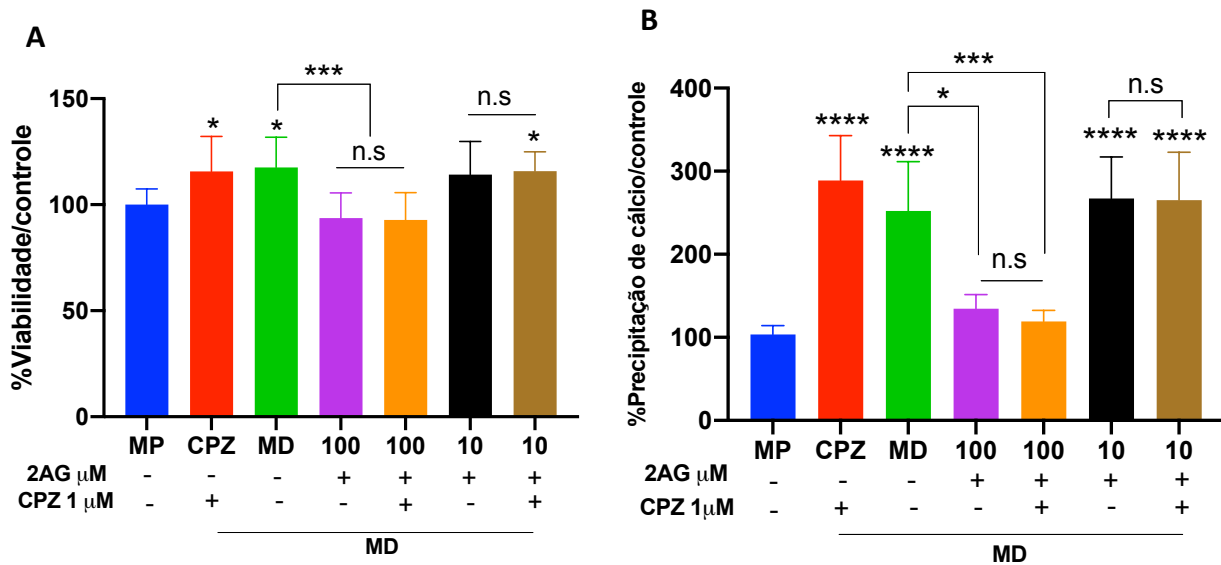 A
%Viabilidade/controle
150
100
50
0
*
*
***
n.s
n.s
*
MP CPZ MD 100 100 10 10
2AG μM - - - + + + +
CPZ 1 μM - + - - + - +
MD
B
%Precipitação de cálcio/controle
400
300
200
100
0
****
****
*
***
n.s
n.s
****
****
MP CPZ MD 100 100 10 10
2AG μM - - - + + + +
CPZ 1μM - + - - + - +
MD